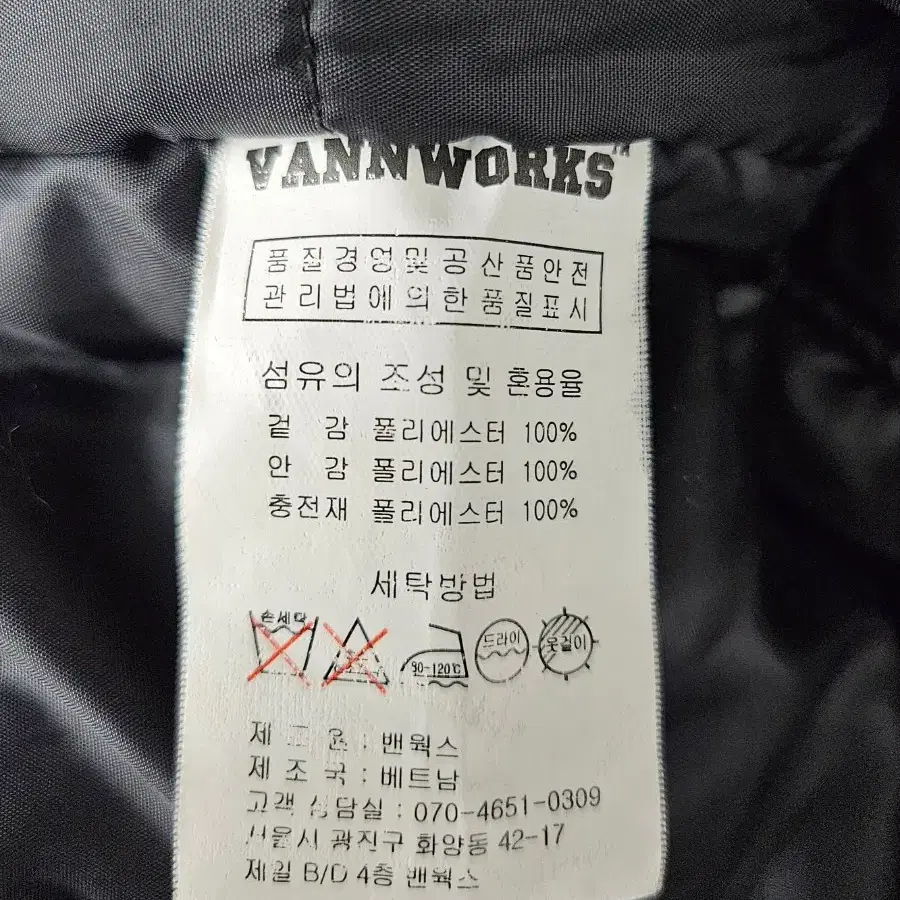 VANNWORKS
품질경영및공산품안전
관리법에의한품질표시
섬유의 조성 및 혼용율
겉 감 폴리에스터 100%
안 감 폴리에스터 100%
충전재 폴리에스터 100%
세탁방법
손세탁
90-120℃
드라이
옷걸이
제 조 원 : 밴웍스
제 조 국 : 베트남
고객 상담실 : 070-4651-0309
서울시 광진구 화양동 42-17
제일 B/D 4층 밴웍스